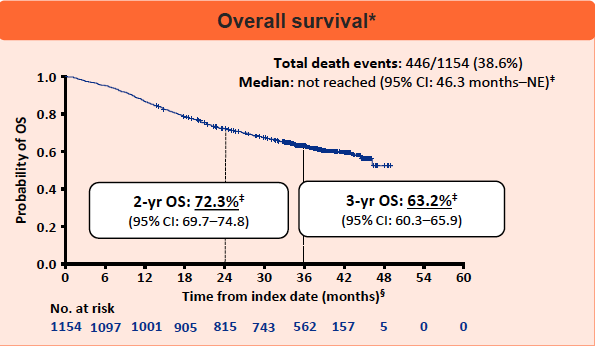 Overall survival*
Total death events: 446/1154 (38.6%)
Median: not reached (95% CI: 46.3 months–NE)‡
Probability of OS
1.0
0.8
0.6
0.4
0.2
0.0
2-yr OS: 72.3%‡
(95% CI: 69.7–74.8)
3-yr OS: 63.2%‡
(95% CI: 60.3–65.9)
0 6 12 18 24 30 36 42 48 54 60
Time from index date (months)§
No. at risk
1154 1097 1001 905 815 743 562 157 5 0 0